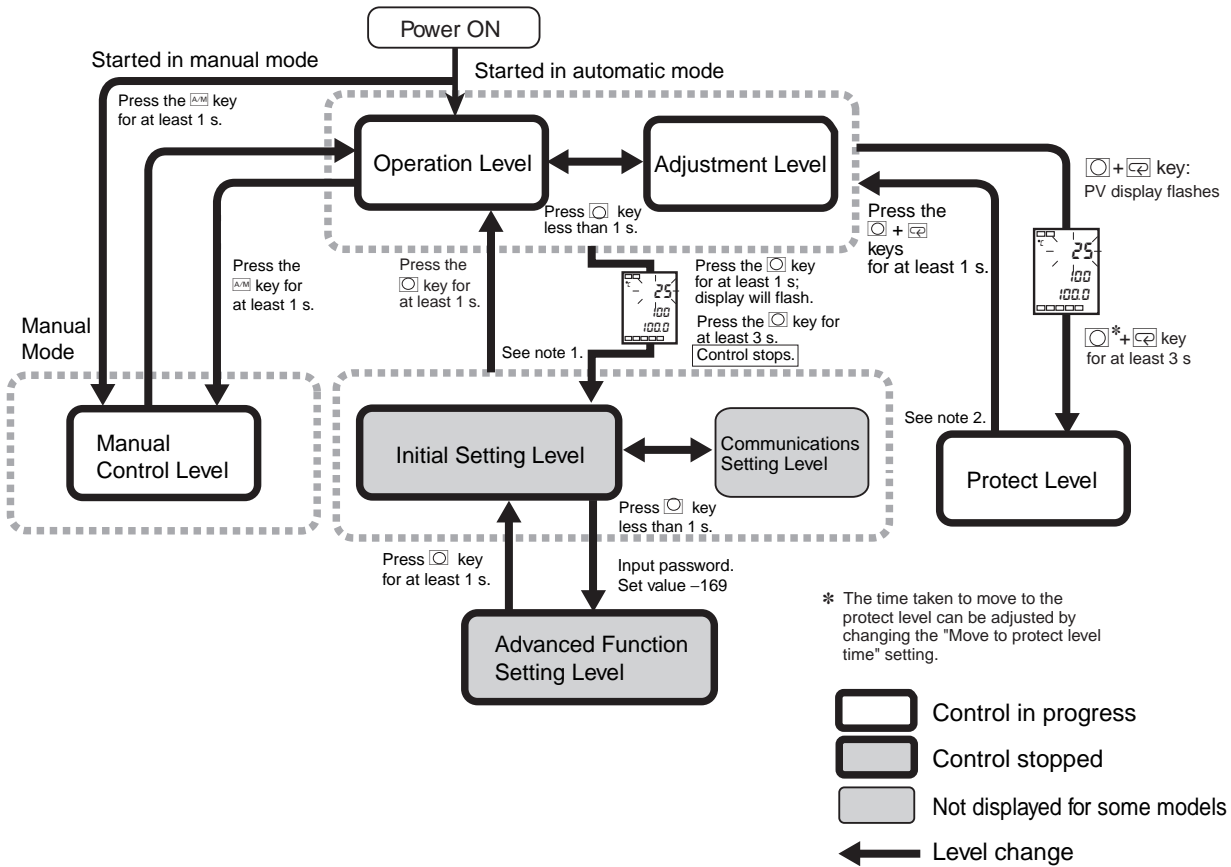 Power ON
Started in manual mode
Started in automatic mode
Press the A/M key
for at least 1 s.
Operation Level
Adjustment Level
Press key
less than 1 s.
+ key:
PV display flashes
Press the
+
keys
for at least 1 s.
°C
25
100
100.0
* + key
for at least 3 s
Press the
A/M key for
at least 1 s.
Press the
key for
at least 1 s.
°C
25
100
100.0
Press the key
for at least 1 s;
display will flash.
Press the key for
at least 3 s.
Control stops.
Manual
Mode
See note 1.
See note 2.
Manual
Control Level
Initial Setting Level
Communications
Setting Level
Protect Level
Press key
less than 1 s.
Press key
for at least 1 s.
Input password.
Set value –169
Advanced Function
Setting Level
* The time taken to move to the
protect level can be adjusted by
changing the "Move to protect level
time" setting.
Control in progress
Control stopped
Not displayed for some models
Level change